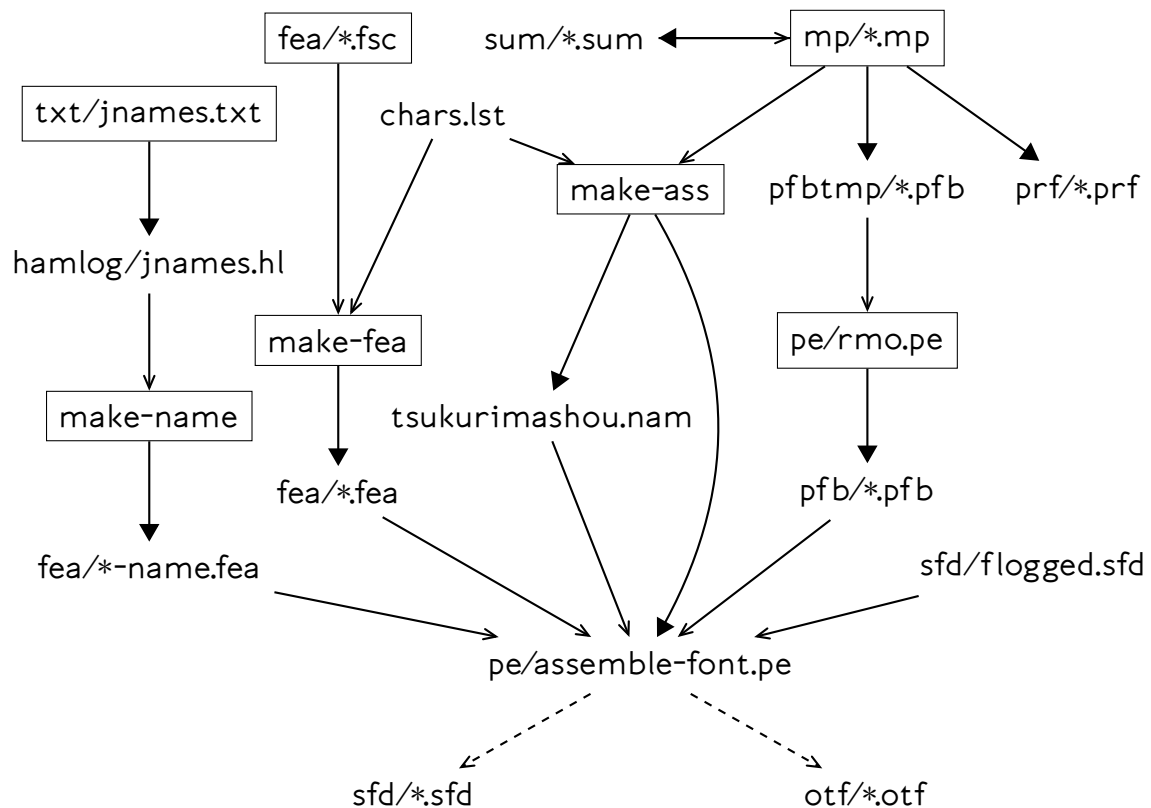 fea/*.fsc
sum/*.sum
mp/*.mp
txt/jnames.txt
chars.lst
make-ass
pfbtmp/*.pfb
prf/*.prf
hamlog/jnames.hl
make-fea
pe/rmo.pe
make-name
tsukurimashou.nam
fea/*.fea
pfb/*.pfb
fea/*-name.fea
sfd/flogged.sfd
pe/assemble-font.pe
sfd/*.sfd
otf/*.otf